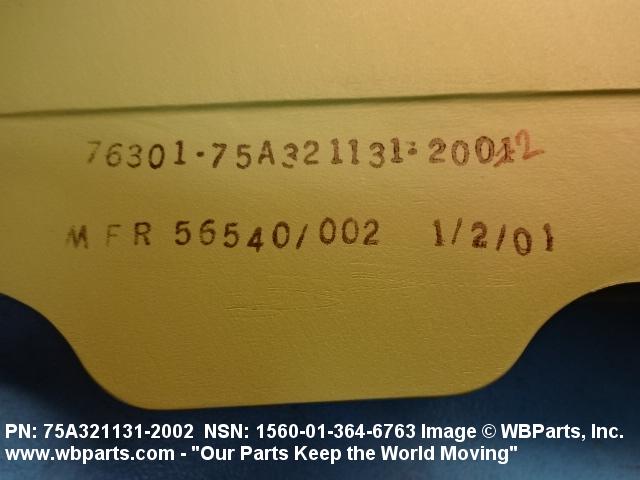 76301-75A321131-2002
MFR 56540/002 1/2/01
PN: 75A321131-2002 NSN: 1560-01-364-6763 Image © WBParts, Inc.
www.wbparts.com - "Our Parts Keep the World Moving"